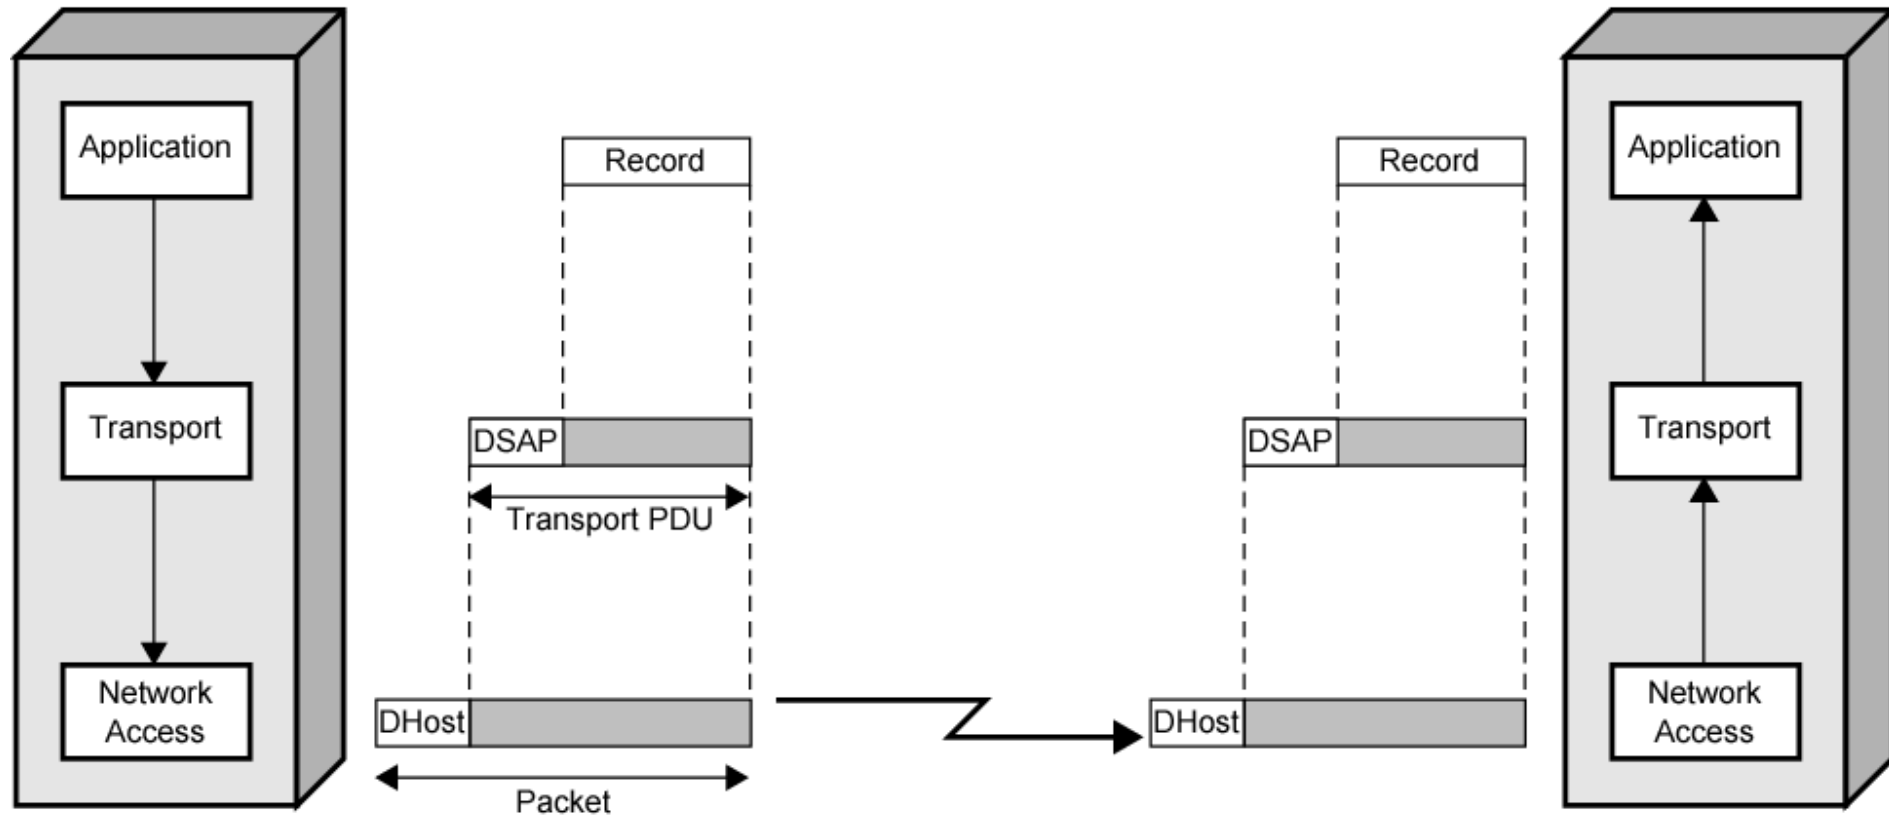 Application
Record
Record
Application
Transport
DSAP
DSAP
Transport
Transport PDU
Network
Access
DHost
DHost
Network
Access
Packet